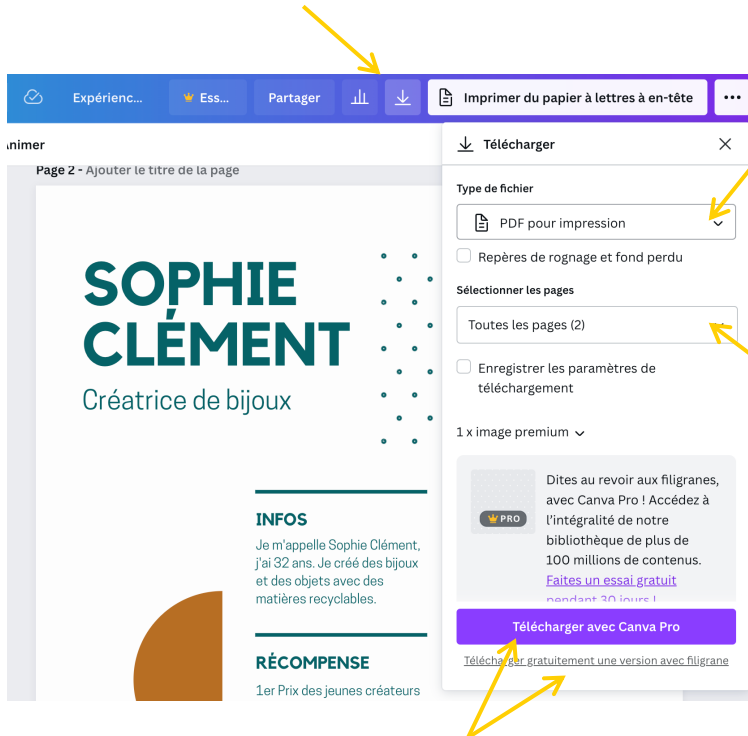 Expérienc...
Ess...
Partager
Imprimer du papier à lettres à en-tête
Animer
Page 2 - Ajouter le titre de la page
SOPHIE
CLÉMENT
Créatrice de bijoux
INFOS
Je m'appelle Sophie Clément,
j'ai 32 ans. Je créé des bijoux
et des objets avec des
matières recyclables.
RÉCOMPENSE
1er Prix des jeunes créateurs
Télécharger
Type de fichier
PDF pour impression
Repères de rognage et fond perdu
Sélectionner les pages
Toutes les pages (2)
Enregistrer les paramètres de
téléchargement
1 x image premium
PRO
Dites au revoir aux filigranes,
avec Canva Pro ! Accédez à
l'intégralité de notre
bibliothèque de plus de
100 millions de contenus.
Faites un essai gratuit
pendant 30 jours !
Télécharger avec Canva Pro
Télécharger gratuitement une version avec filigrane